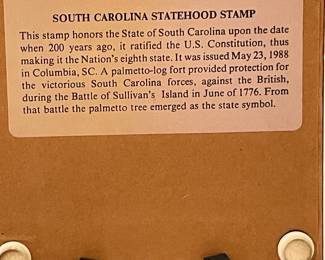 SOUTH CAROLINA STATEHOOD STAMP
This stamp honors the State of South Carolina upon the date
when 200 years ago, it ratified the U.S. Constitution, thus
making it the Nation's eighth state. It was issued May 23, 1988
in Columbia, SC. A palmetto-log fort provided protection for
the victorious South Carolina forces, against the British,
during the Battle of Sullivan's Island in June of 1776. From
that battle the palmetto tree emerged as the state symbol.